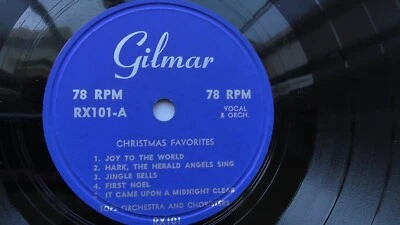 Gilmar
78 RPM 78 RPM
RX101-A VOCAL
& ORCH.
CHRISTMAS FAVORITES
1. JOY TO THE WORLD
2. HARK, THE HERALD ANGELS SING
3. JINGLE BELLS
4. FIRST NOEL
5. IT CAME UPON A MIDNIGHT CLEAR
ORCHESTRA AND CHORISTERS
RX101